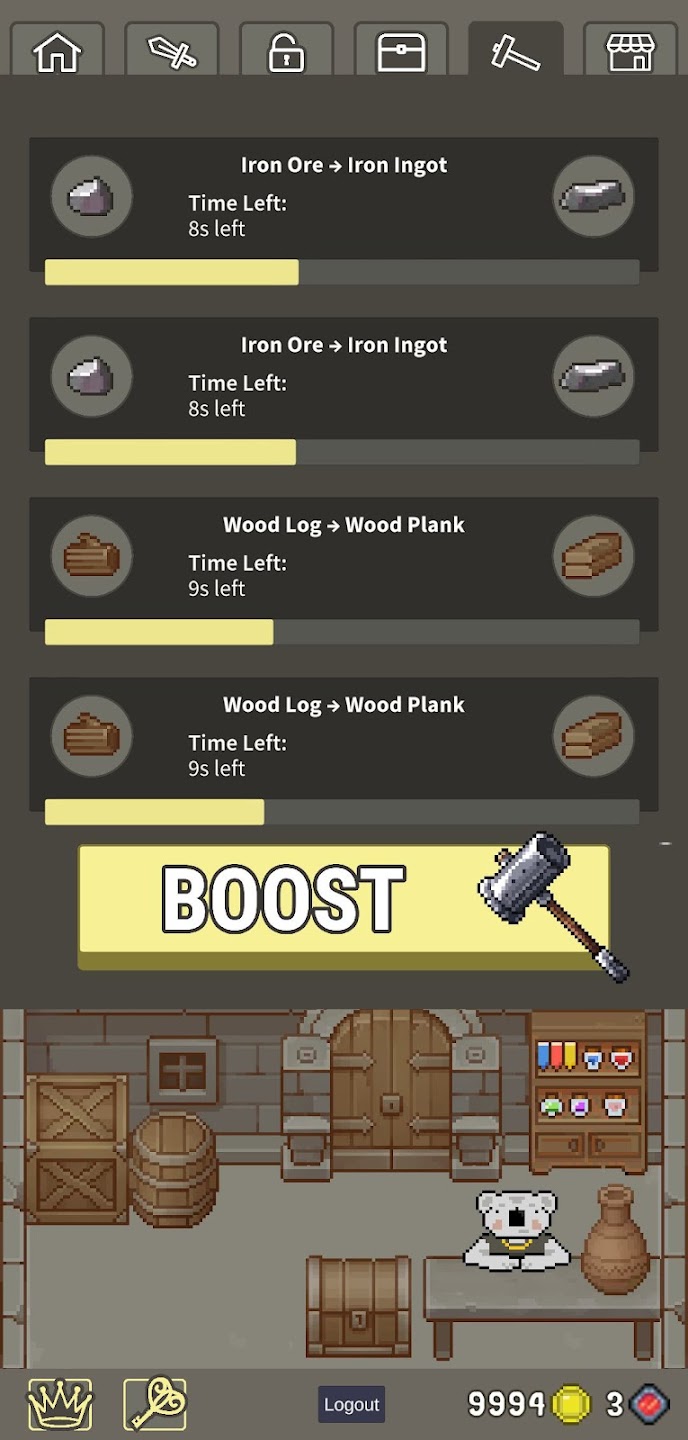 Iron Ore → Iron Ingot
Time Left:
8s left
Iron Ore → Iron Ingot
Time Left:
8s left
Wood Log → Wood Plank
Time Left:
9s left
Wood Log → Wood Plank
Time Left:
9s left
BOOST
Logout
9994
3